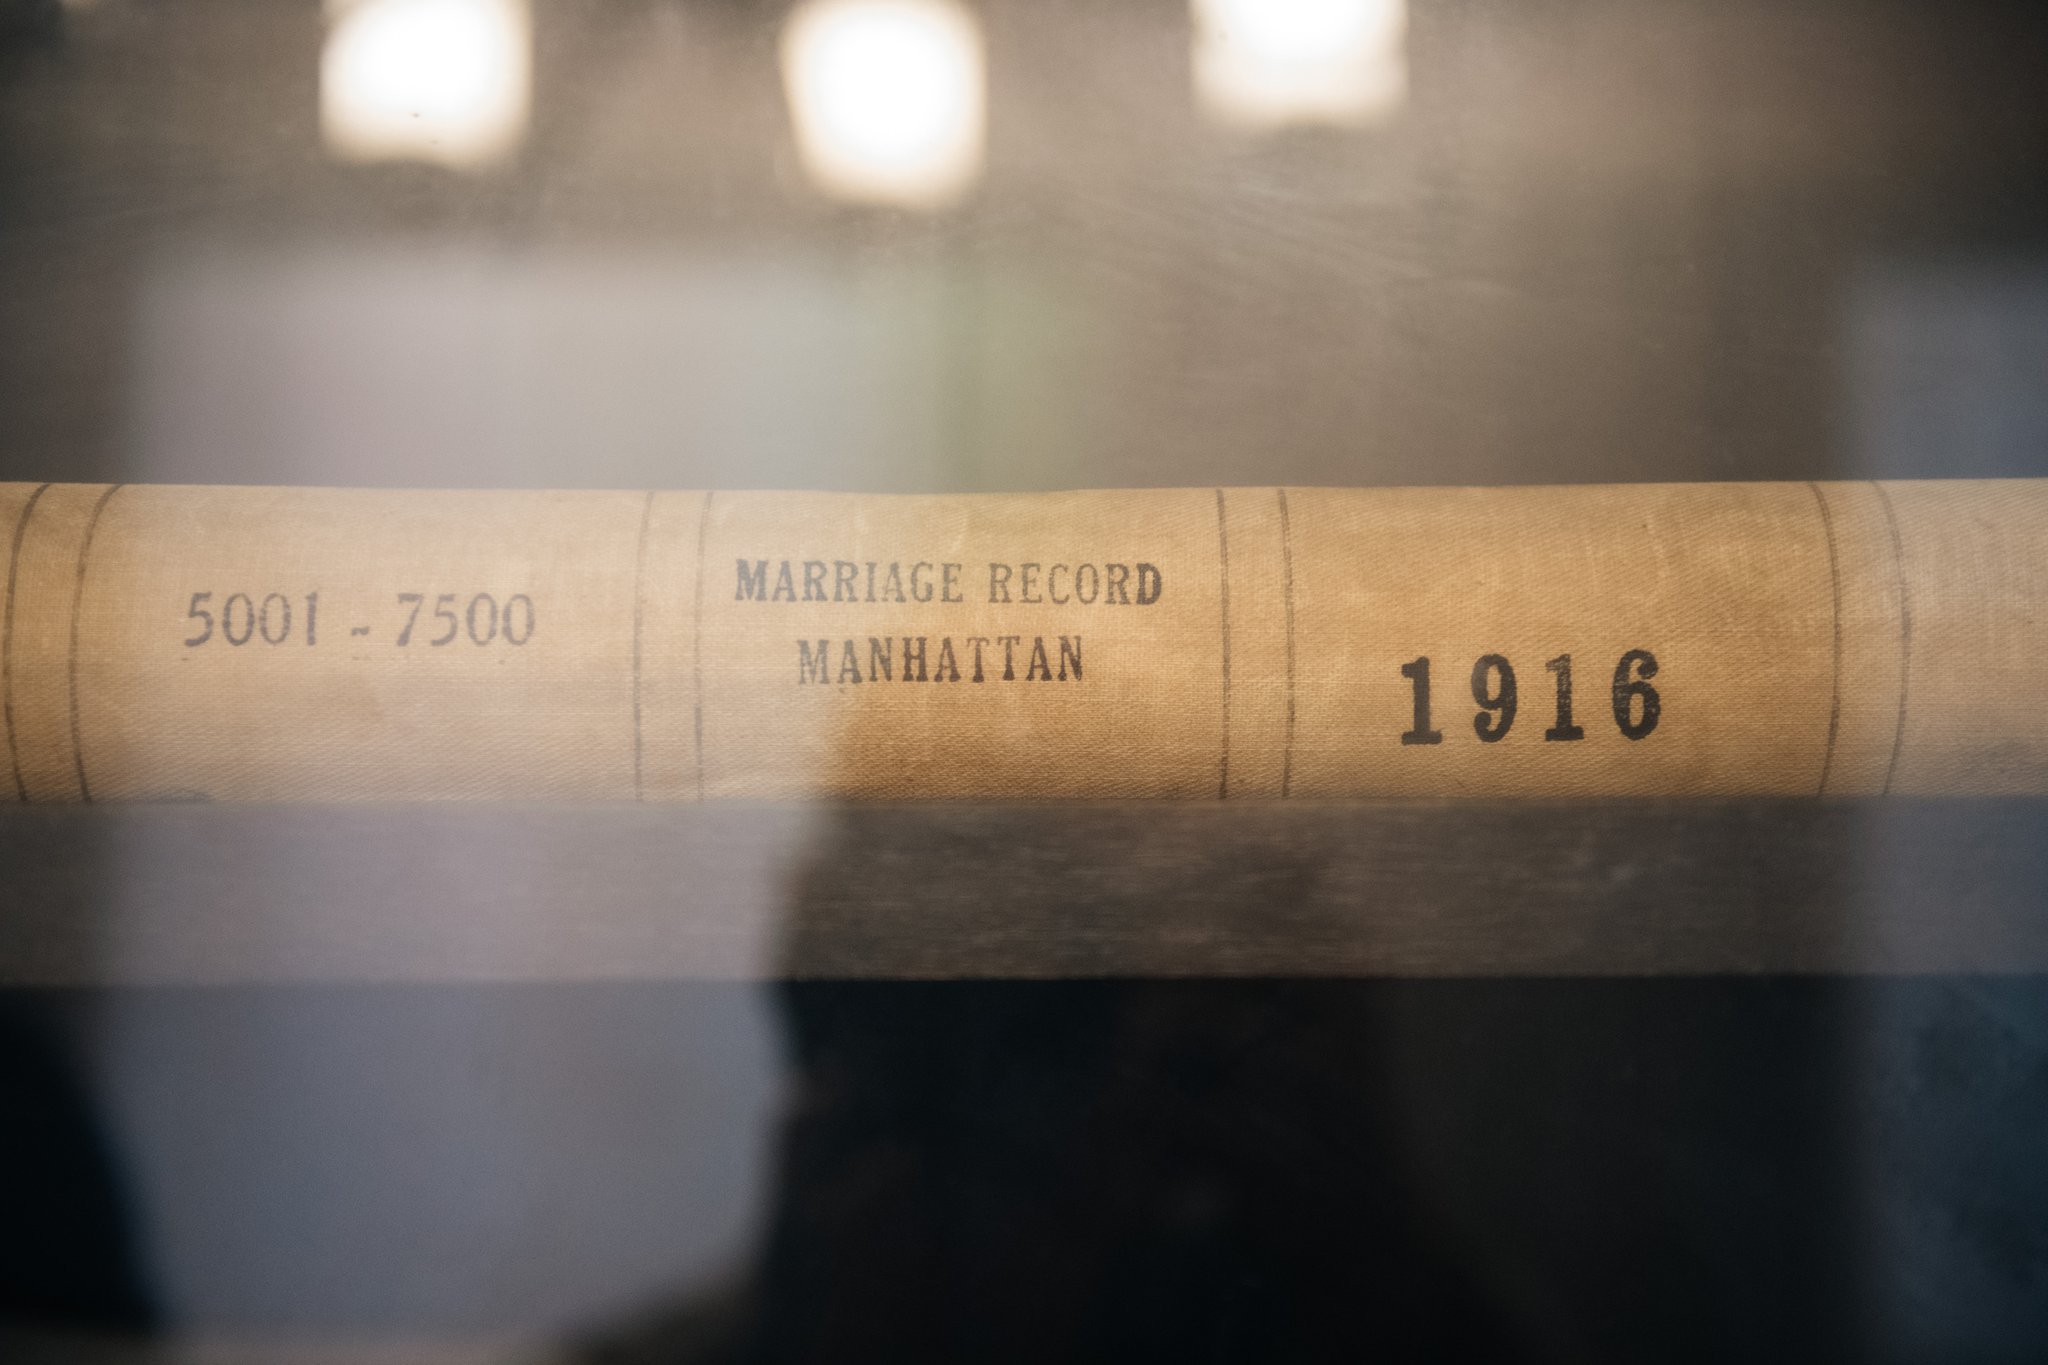 5001 - 7500
MARRIAGE RECORD
MANHATTAN
1916